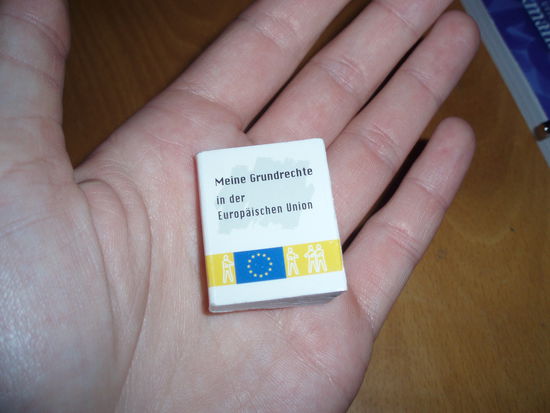 Meine Grundrechte
in der
Europäischen Union